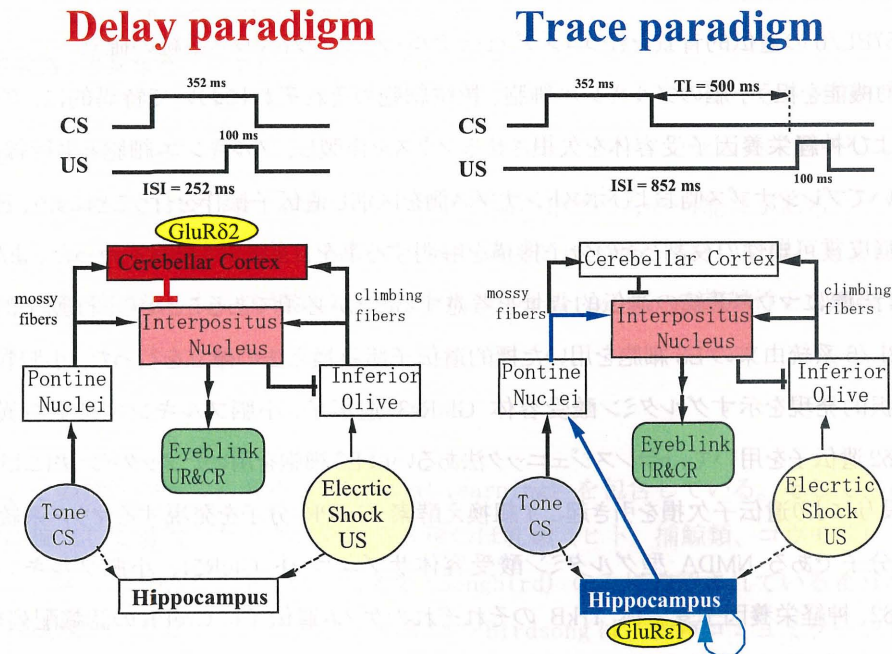 Delay paradigm
352 ms
CS
100 ms
US
ISI = 252 ms
GluRδ2
Cerebellar Cortex
mossy
fibers
climbing
fibers
Interpositus
Nucleus
Pontine
Nuclei
Inferior
Olive
Eyeblink
UR&CR
Tone
CS
Elecrtic
Shock
US
Hippocampus
Trace paradigm
352 ms
TI = 500 ms
CS
US
100 ms
ISI = 852 ms
Cerebellar Cortex
mossy
fibers
climbing
fibers
Interpositus
Nucleus
Pontine
Nuclei
Inferior
Olive
Eyeblink
UR&CR
Tone
CS
Elecrtic
Shock
US
Hippocampus
GluRε1